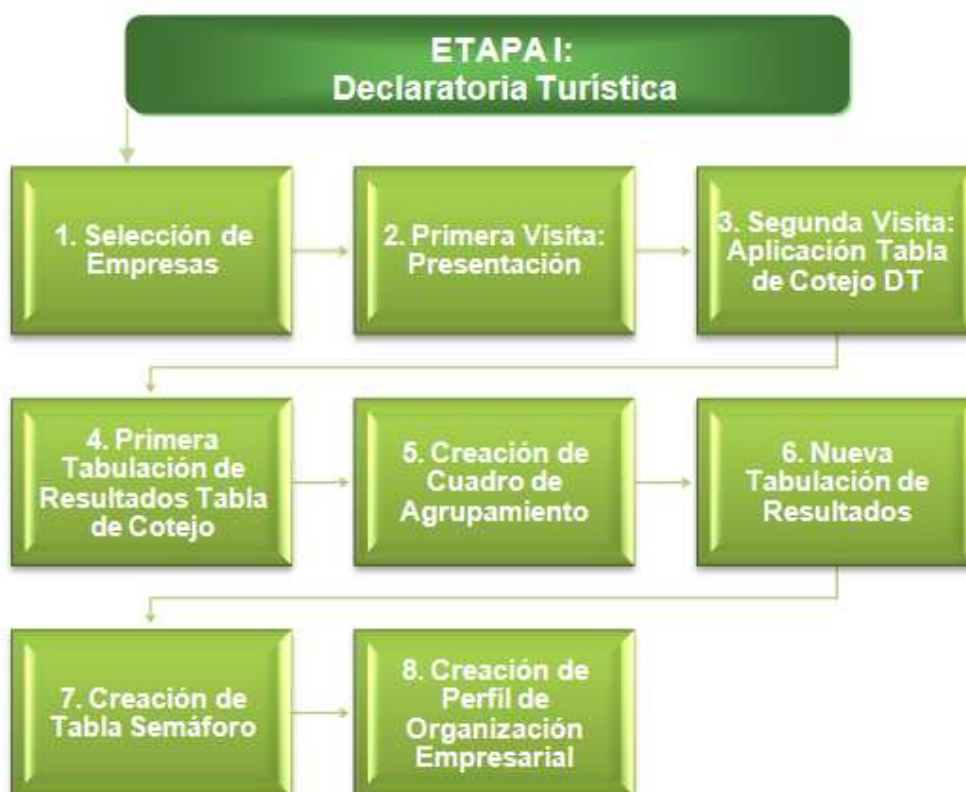 ETAPA I:
Declaratoria Turística
1. Selección de
Empresas
2. Primera Visita:
Presentación
3. Segunda Visita:
Aplicación Tabla
de Cotejo DT
4. Primera
Tabulación de
Resultados Tabla
de Cotejo
5. Creación de
Cuadro de
Agrupamiento
6. Nueva
Tabulación de
Resultados
7. Creación de
Tabla Semáforo
8. Creación de
Perfil de
Organización
Empresarial